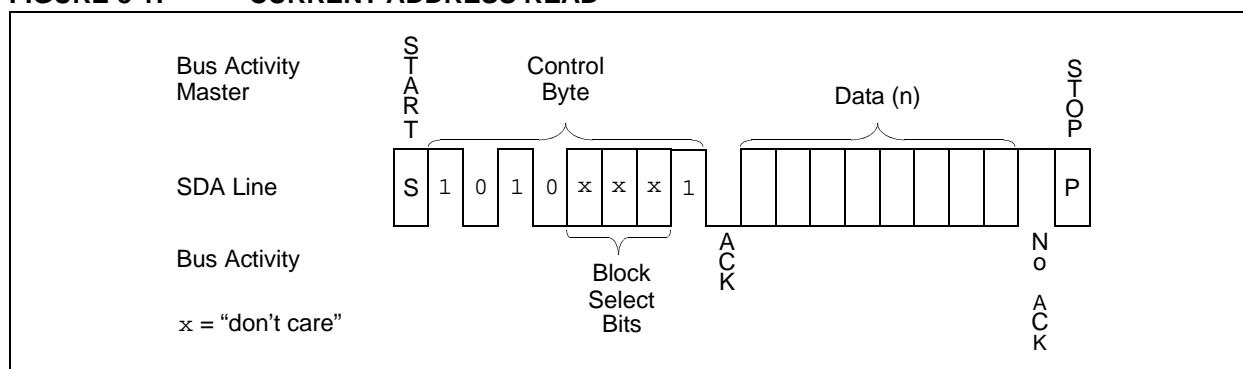 FIGURE 8-1: CURRENT ADDRESS READ
Bus Activity
Master
START
Control
Byte
Data (n)
STOP
SDA Line
S 1 0 1 0 x x x 1
P
Bus Activity
x = “don’t care”
Block
Select
Bits
ACK
No ACK